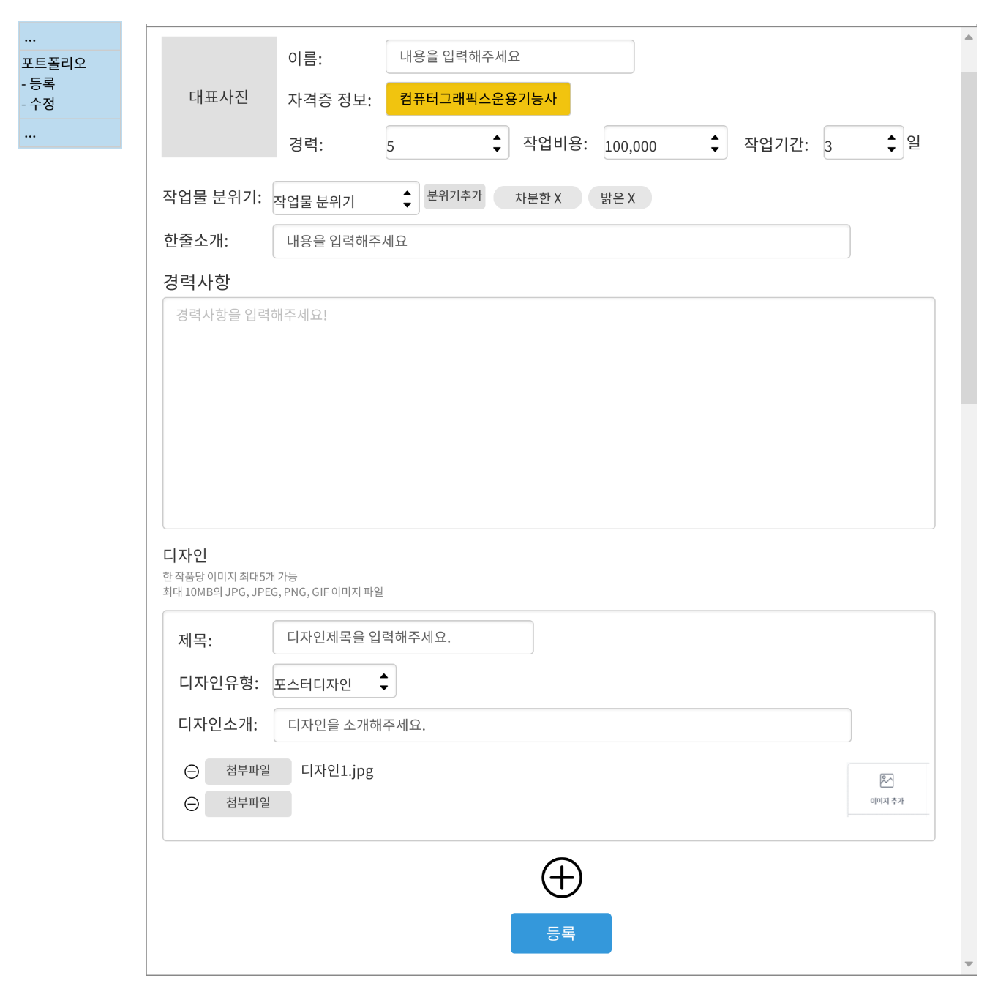 ...
포트폴리오
- 등록
- 수정
...
대표사진
이름: 내용을 입력해주세요
자격증 정보: 컴퓨터그래픽스운용기능사
경력: 5 작업비용: 100,000 작업기간: 3 일
작업물 분위기: 작업물 분위기 분위기추가 차분한 X 밝은 X
한줄소개: 내용을 입력해주세요
경력사항
경력사항을 입력해주세요!
디자인
한 작품당 이미지 최대5개 가능
최대 10MB의 JPG, JPEG, PNG, GIF 이미지 파일
제목: 디자인제목을 입력해주세요.
디자인유형: 포스터디자인
디자인소개: 디자인을 소개해주세요.
첨부파일 디자인1.jpg
첨부파일
이미지 추가
등록